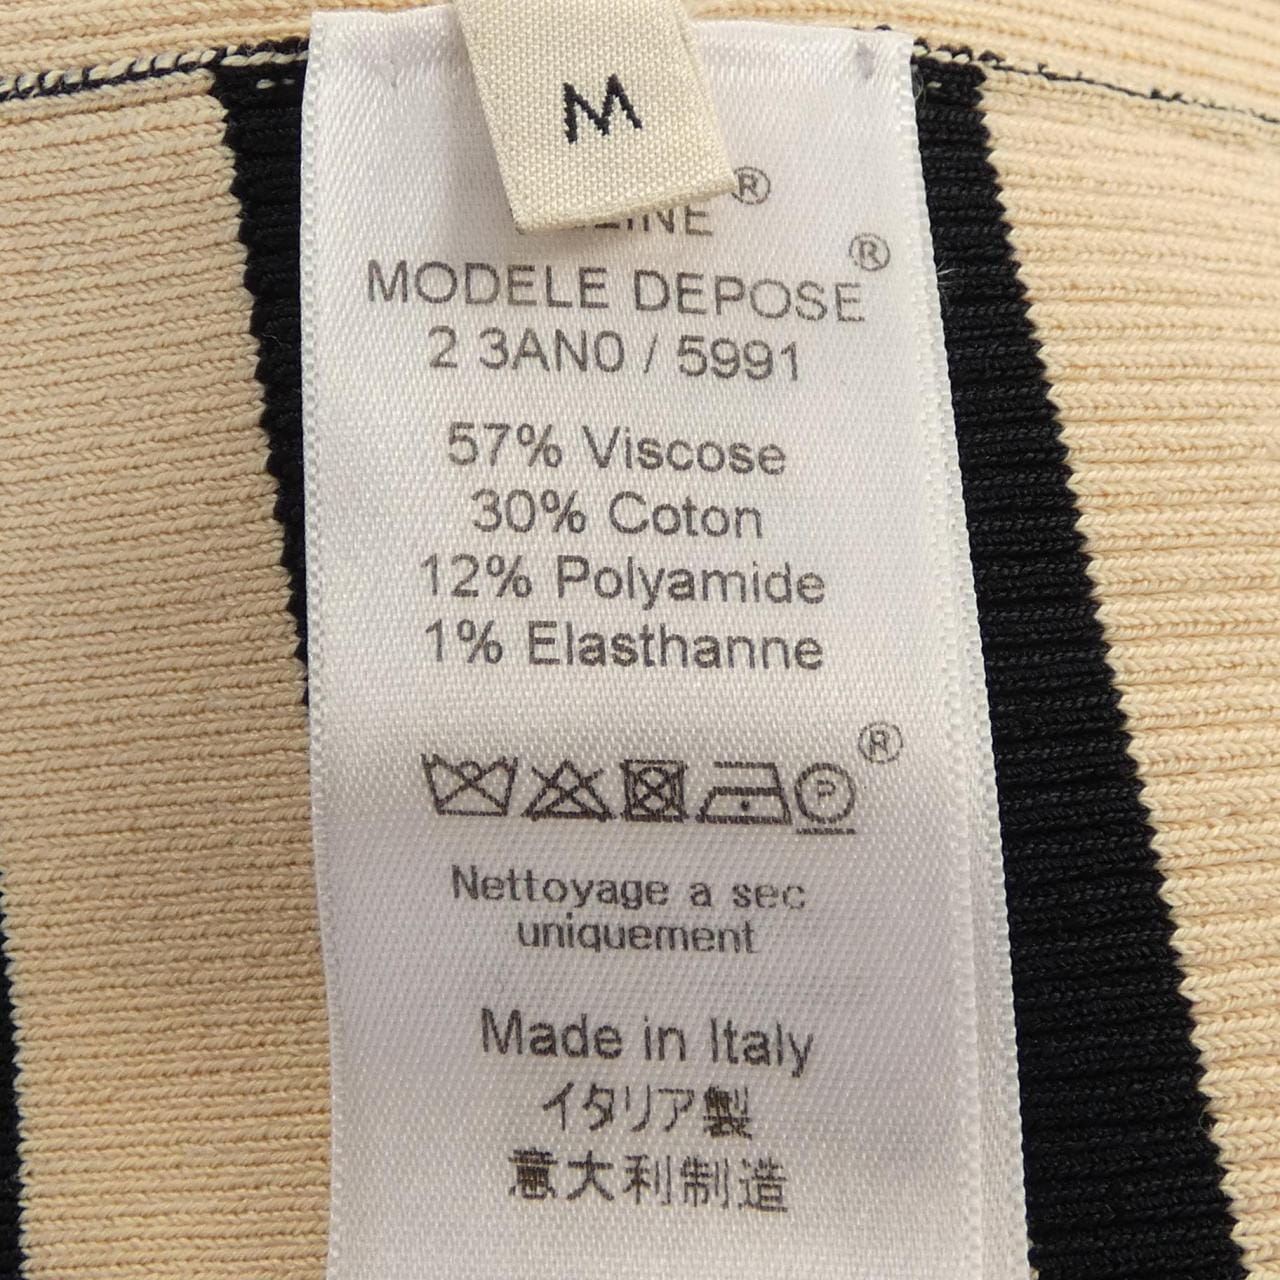 M
MODELE DEPOSE®
2 3AN0 / 5991
57% Viscose
30% Coton
12% Polyamide
1% Elasthanne
P ®
Nettoyage a sec
uniquement
Made in Italy
イタリア製
意大利制造